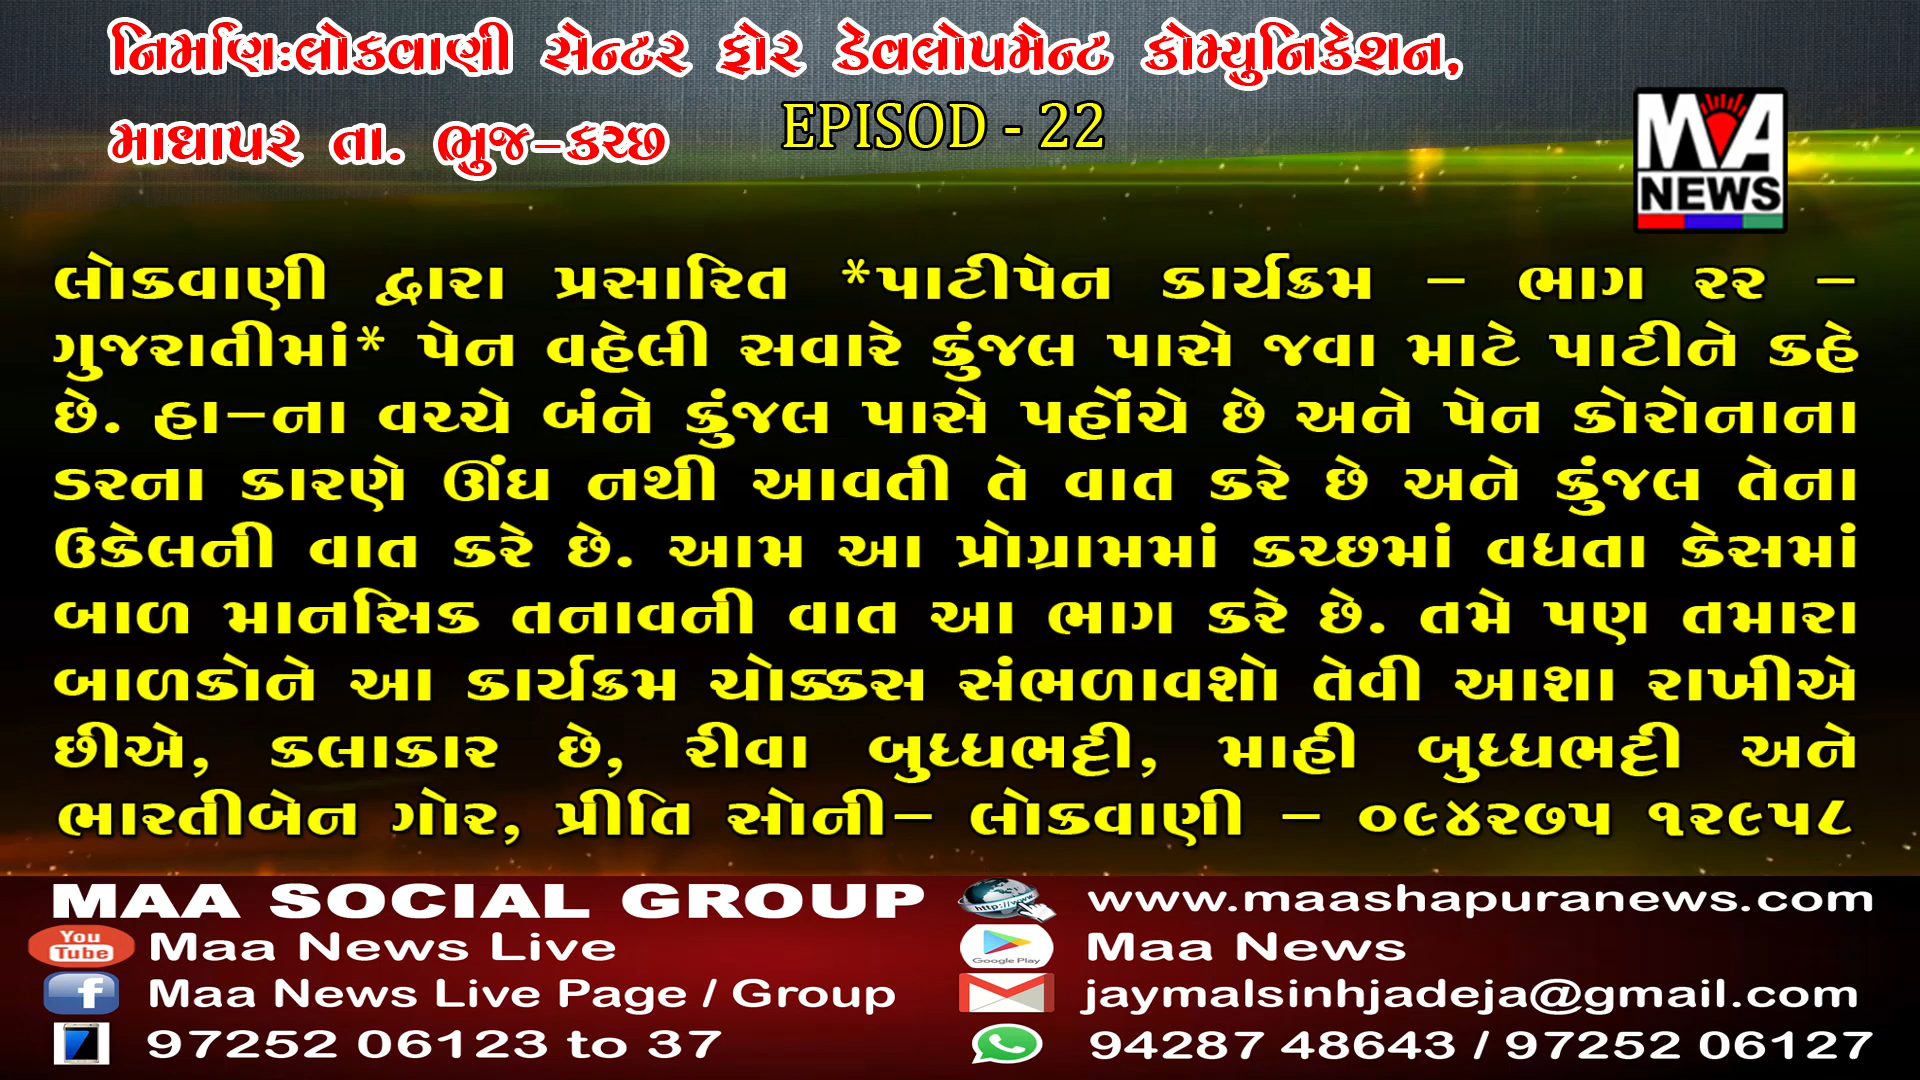 નિર્માણ:લોકવાણી સેન્ટર ફોર ડેવલોપમેન્ટ કોમ્યુનિકેશન,
માધાપર તા. ભુજ-કચ્છ
EPISOD - 22
MA
NEWS
લોકવાણી દ્વારા પ્રસારિત *પાટીપેન કાર્યક્રમ - ભાગ ૨૨ -
ગુજરાતીમાં* પેન વહેલી સવારે કુંજલ પાસે જવા માટે પાટીને કહે
છે. હા-ના વચ્ચે બંને કુંજલ પાસે પહોંચે છે અને પેન કોરોનાના
ડરના કારણે ઊંઘ નથી આવતી તે વાત કરે છે અને કુંજલ તેના
ઉકેલની વાત કરે છે. આમ આ પ્રોગ્રામમાં કચ્છમાં વધતા કેસમાં
બાળ માનસિક તનાવની વાત આ ભાગ કરે છે. તમે પણ તમારા
બાળકોને આ કાર્યક્રમ ચોક્કસ સંભળાવશો તેવી આશા રાખીએ
છીએ, કલાકાર છે, રીવા બુધ્ધભટ્ટી, માહી બુધ્ધભટ્ટી અને
ભારતીબેન ગોર, પ્રીતિ સોની- લોકવાણી - ૦૯૪૨૭૫ ૧૨૯૫૮
MAA SOCIAL GROUP
You Tube Maa News Live
f Maa News Live Page / Group
97252 06123 to 37
http://www. www.maashapuranews.com
Google Play Maa News
jaymalsinhjadeja@gmail.com
94287 48643 / 97252 06127